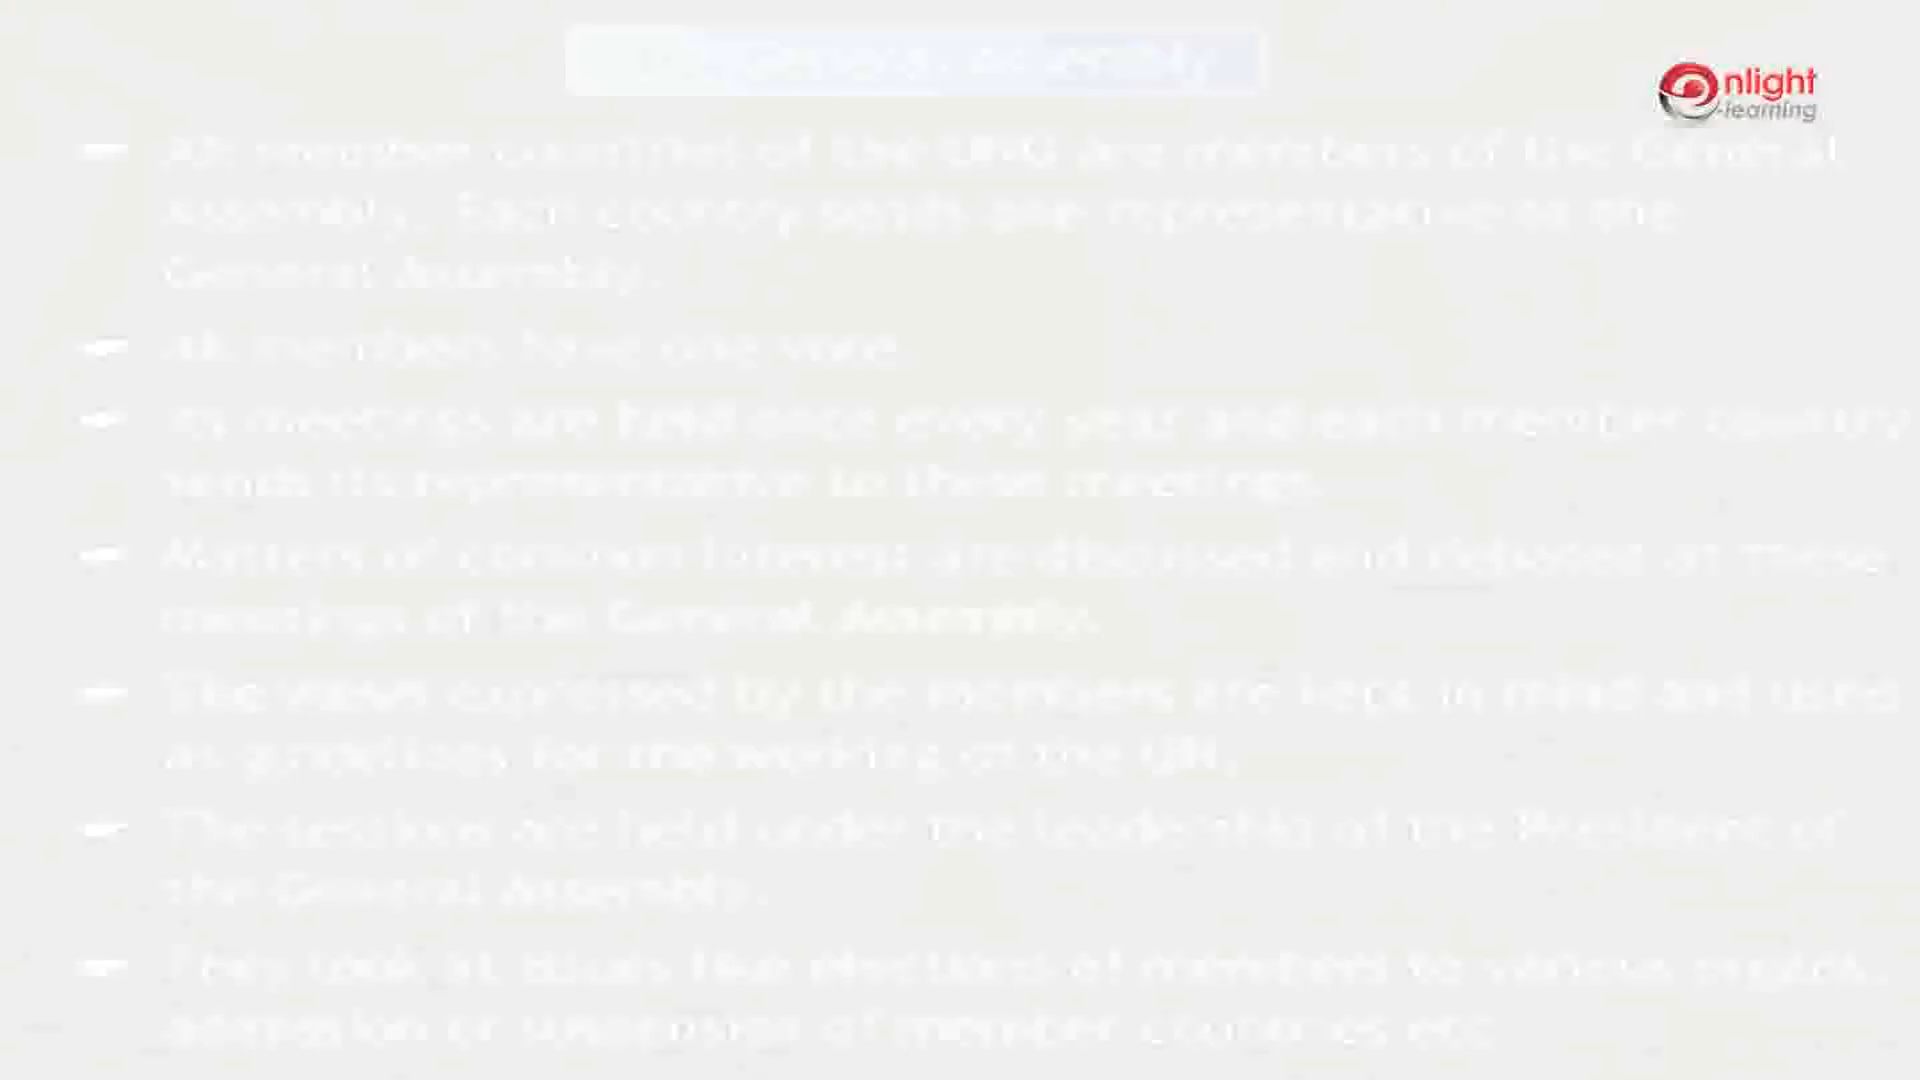 The General Assembly
nlight
-learning
All member countries of the UNO are members of the General
Assembly. Each country sends one representative to the
General Assembly.
All members have one vote.
Its meetings are held once every year and each member country
sends its representative to these meetings.
Matters of common interest are discussed and debated at these
meetings of the General Assembly.
The views expressed by the members are kept in mind and used
as guidelines for the working of the UN.
The sessions are held under the leadership of the President of
the General Assembly.
They look at issues like elections of members to various organs,
admission or suspension of member countries etc